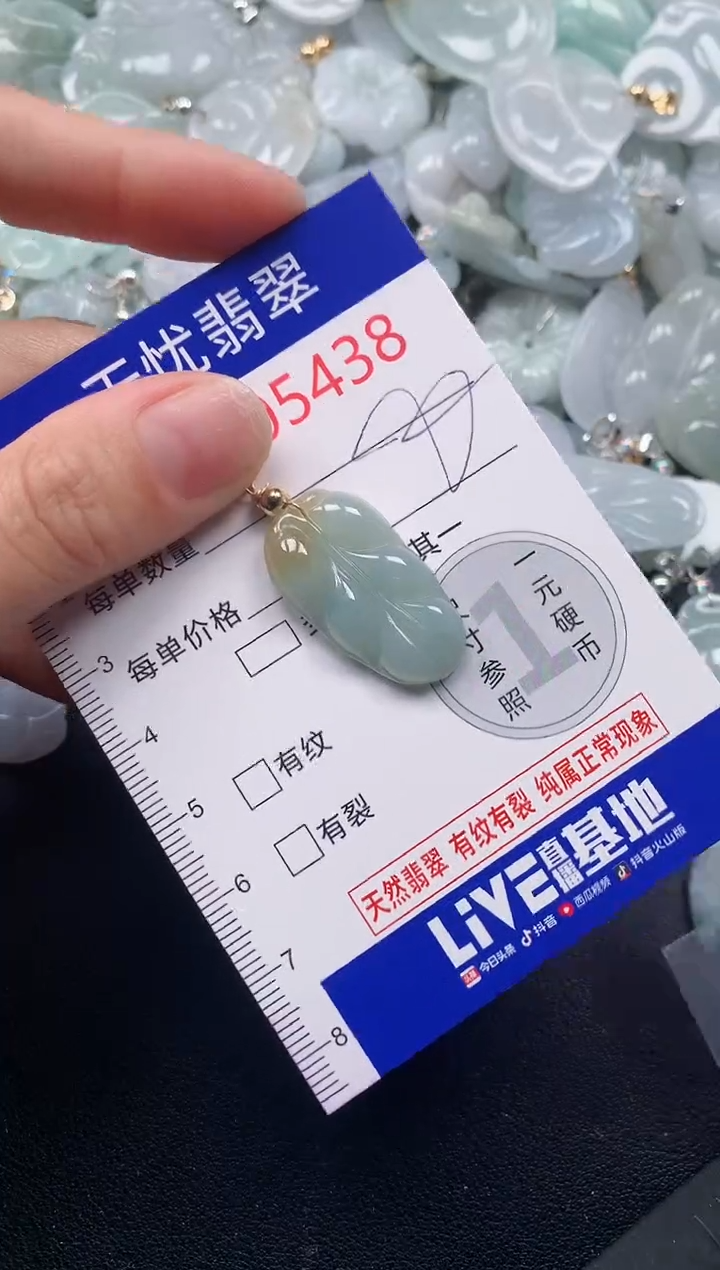 无忧翡翠
05438
每单数量
其一
每单价格
有纹
有裂
一元硬币
1
参照
天然翡翠 有纹有裂 纯属正常现象
LiVE直播基地
今日头条 抖音 西瓜视频 抖音火山版
3
4
5
6
7
8